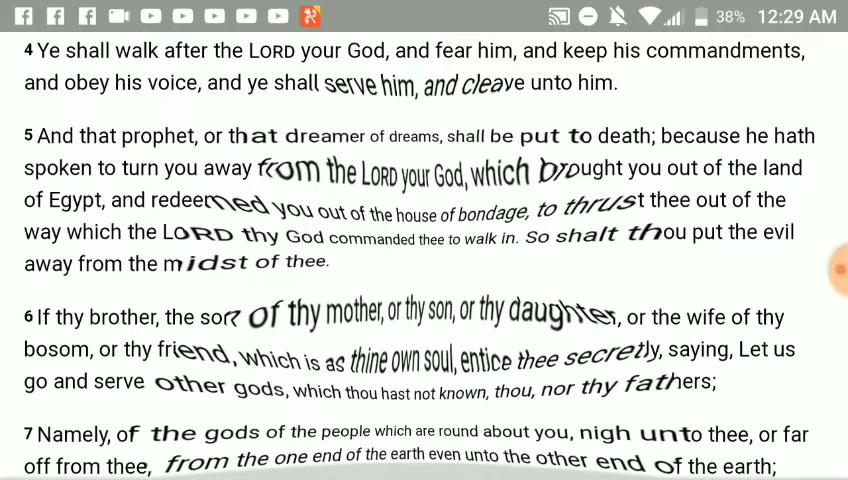 38% 12:29 AM
4 Ye shall walk after the LORD your God, and fear him, and keep his commandments,
and obey his voice, and ye shall serve him, and cleave unto him.
5 And that prophet, or that dreamer of dreams, shall be put to death; because he hath
spoken to turn you away from the LORD your God, which brought you out of the land
of Egypt, and redeemed you out of the house of bondage, to thrust thee out of the
way which the LORD thy God commanded thee to walk in. So shalt thou put the evil
away from the midst of thee.
6 If thy brother, the son of thy mother, or thy son, or thy daughter, or the wife of thy
bosom, or thy friend, which is as thine own soul, entice thee secretly, saying, Let us
go and serve other gods, which thou hast not known, thou, nor thy fathers;
7 Namely, of the gods of the people which are round about you, nigh unto thee, or far
off from thee, from the one end of the earth even unto the other end of the earth;